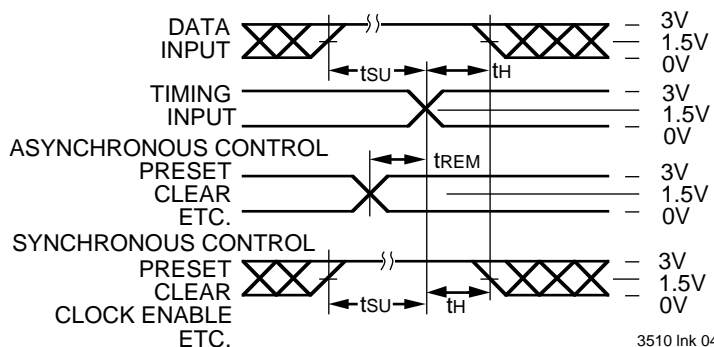 DATA
INPUT
3V
1.5V
0V
tSU
tH
TIMING
INPUT
3V
1.5V
0V
ASYNCHRONOUS CONTROL
PRESET
CLEAR
ETC.
tREM
3V
1.5V
0V
SYNCHRONOUS CONTROL
PRESET
CLEAR
CLOCK ENABLE
ETC.
tSU
tH
3V
1.5V
0V
3510 lnk 04